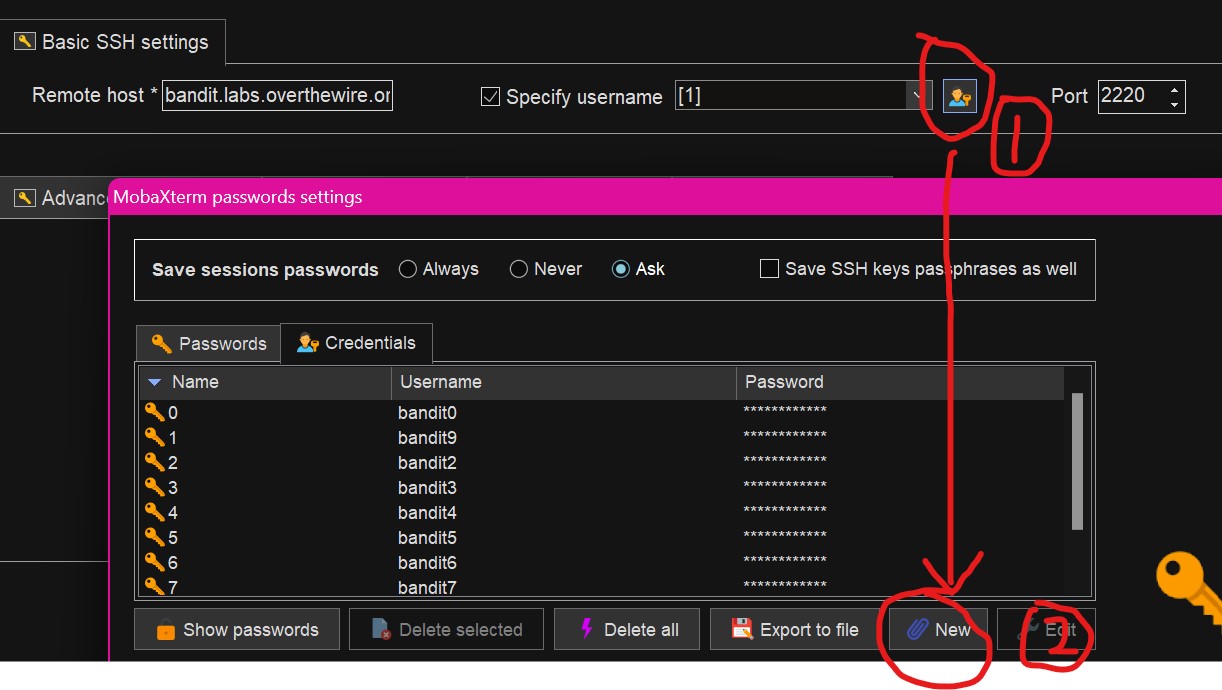 Basic SSH settings
Remote host * bandit.labs.overthewire.or Specify username [1] Port 2220
1
Advanc
MobaXterm passwords settings
Save sessions passwords Always Never Ask Save SSH keys passphrases as well
Passwords Credentials
Name Username Password
0 bandit0 ************
1 bandit9 ************
2 bandit2 ************
3 bandit3 ************
4 bandit4 ************
5 bandit5 ************
6 bandit6 ************
7 bandit7 ************
Show passwords Delete selected Delete all Export to file New Edit
2